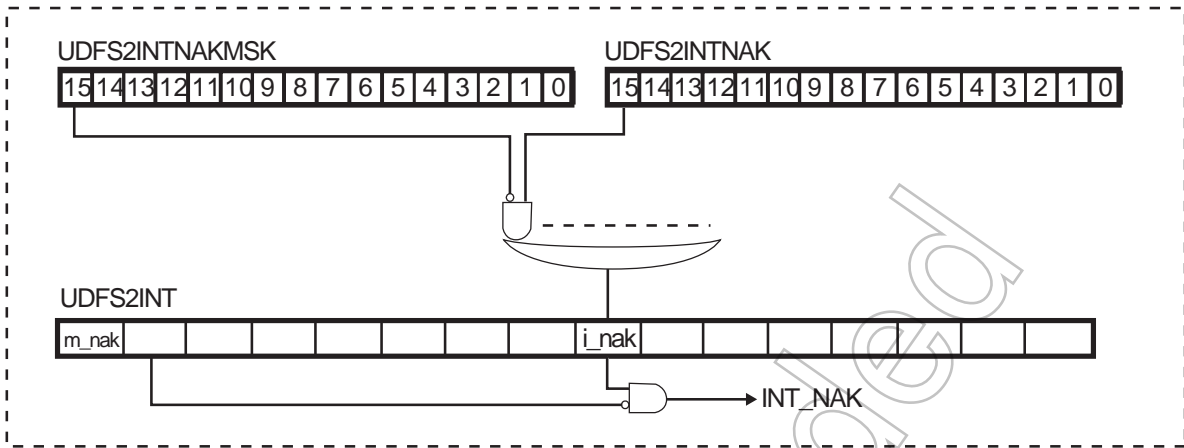 UDFS2INTNAKMSK
UDFS2INTNAK
15 14 13 12 11 10 9 8 7 6 5 4 3 2 1 0
15 14 13 12 11 10 9 8 7 6 5 4 3 2 1 0
UDFS2INT
m_nak i_nak
INT_NAK
ded